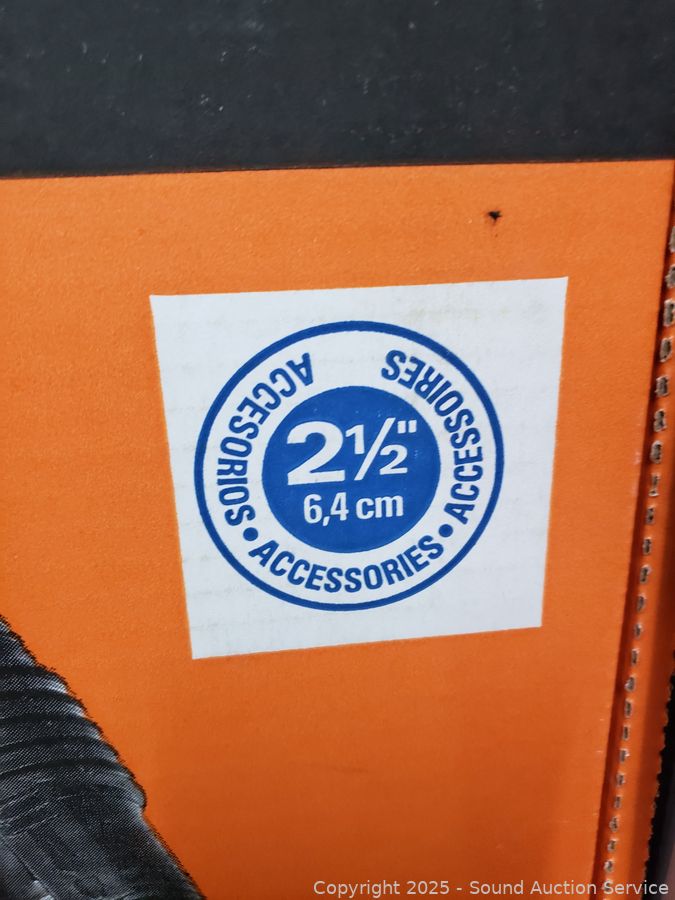 ACCESORIOS • ACCESSORIES • ACCESSOIRES
2½"
6,4 cm
Copyright 2025 - Sound Auction Service